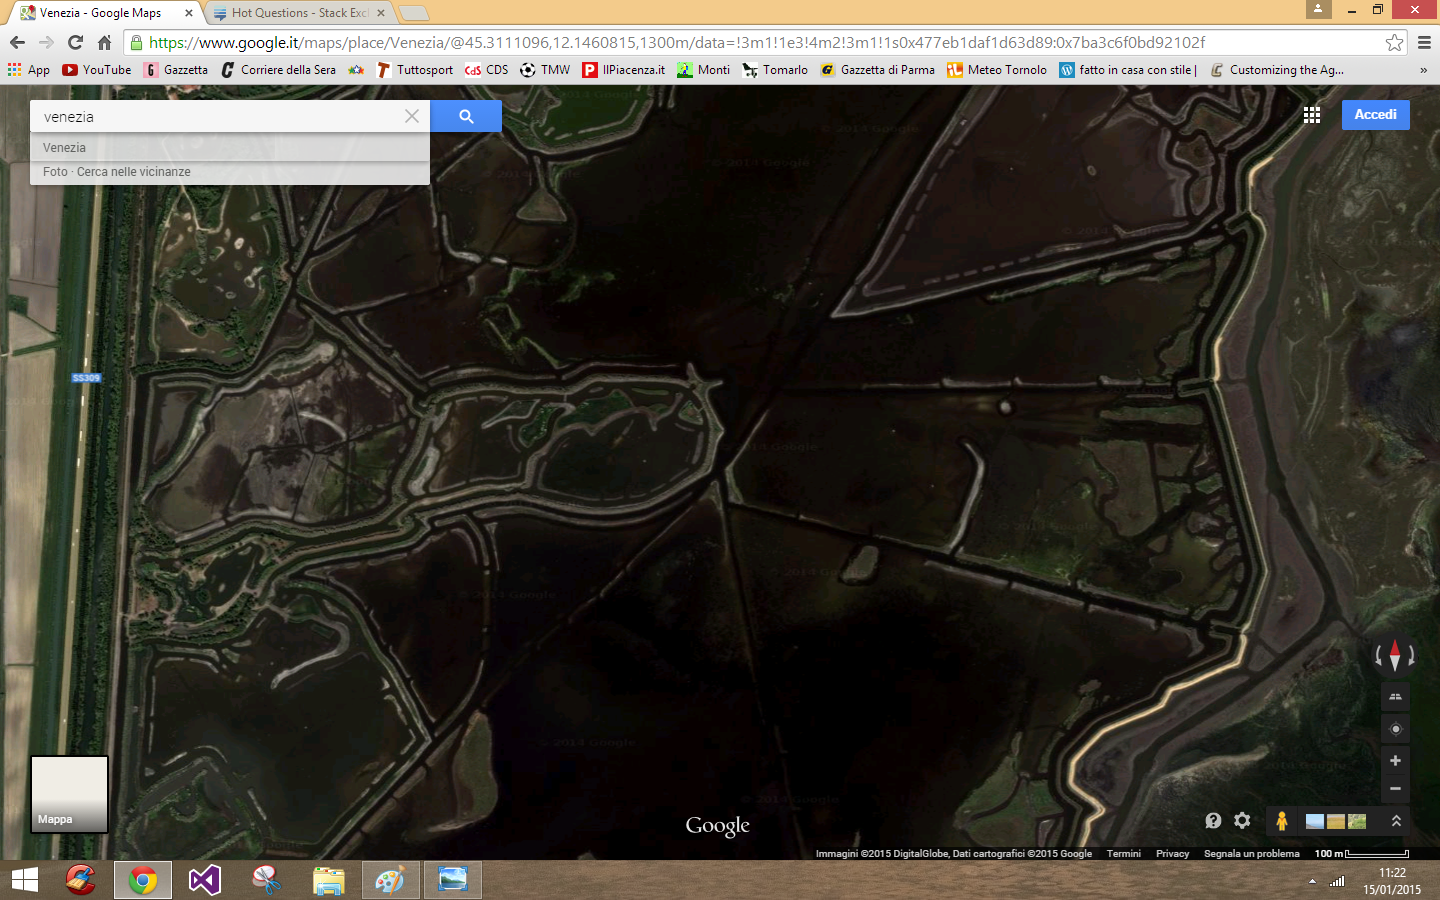 Venezia - Google Maps
Hot Questions - Stack Exc
https://www.google.it/maps/place/Venezia/@45.3111096,12.1460815,1300m/data=!3m1!1e3!4m2!3m1!1s0x477eb1daf1d63d89:0x7ba3c6f0bd92102f
App YouTube Gazzetta Corriere della Sera Tuttosport CDS TMW IlPiacenza.it Monti Tomarlo Gazzetta di Parma Meteo Tornolo fatto in casa con stile | Customizing the Ag... »
venezia
Accedi
Venezia
Foto · Cerca nelle vicinanze
SS309
Mappa
Google
Immagini ©2015 DigitalGlobe, Dati cartografici ©2015 Google Termini Privacy Segnala un problema 100 m
11:22
15/01/2015